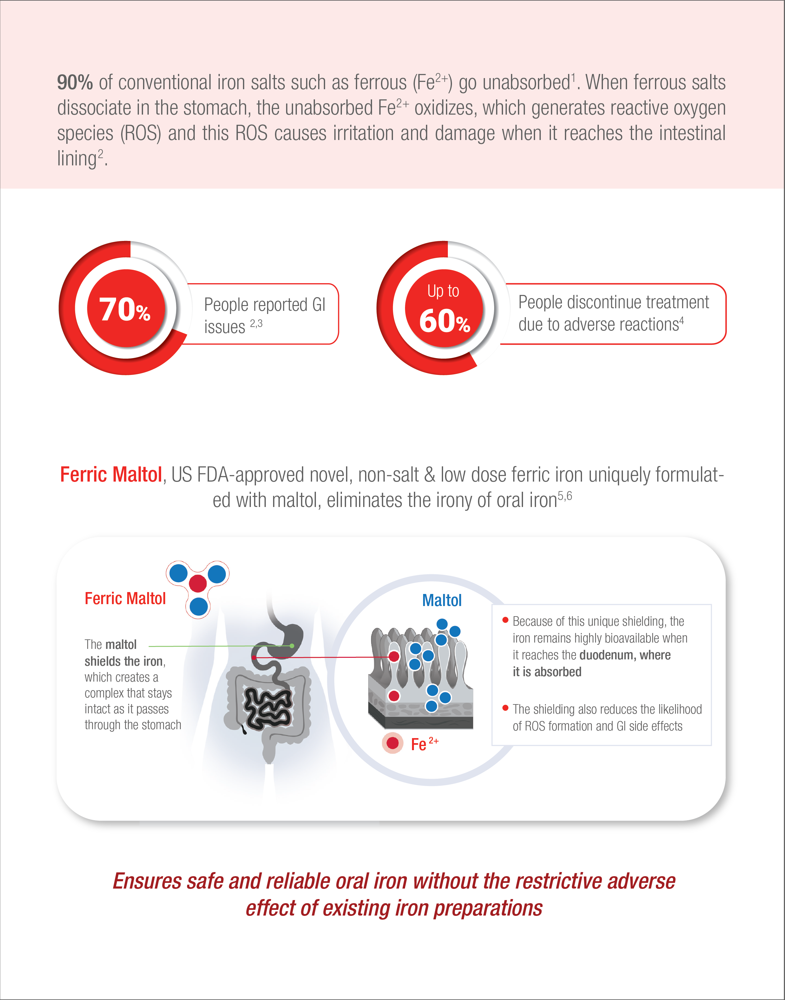 90% of conventional iron salts such as ferrous (Fe²⁺) go unabsorbed¹. When ferrous salts
dissociate in the stomach, the unabsorbed Fe²⁺ oxidizes, which generates reactive oxygen
species (ROS) and this ROS causes irritation and damage when it reaches the intestinal
lining².
70%
People reported GI
issues ²,³
Up to
60%
People discontinue treatment
due to adverse reactions⁴
Ferric Maltol, US FDA-approved novel, non-salt & low dose ferric iron uniquely formulat-
ed with maltol, eliminates the irony of oral iron⁵,⁶
Ferric Maltol
The maltol
shields the iron,
which creates a
complex that stays
intact as it passes
through the stomach
Maltol
Fe ²⁺
Because of this unique shielding, the
iron remains highly bioavailable when
it reaches the duodenum, where
it is absorbed
The shielding also reduces the likelihood
of ROS formation and GI side effects
Ensures safe and reliable oral iron without the restrictive adverse
effect of existing iron preparations